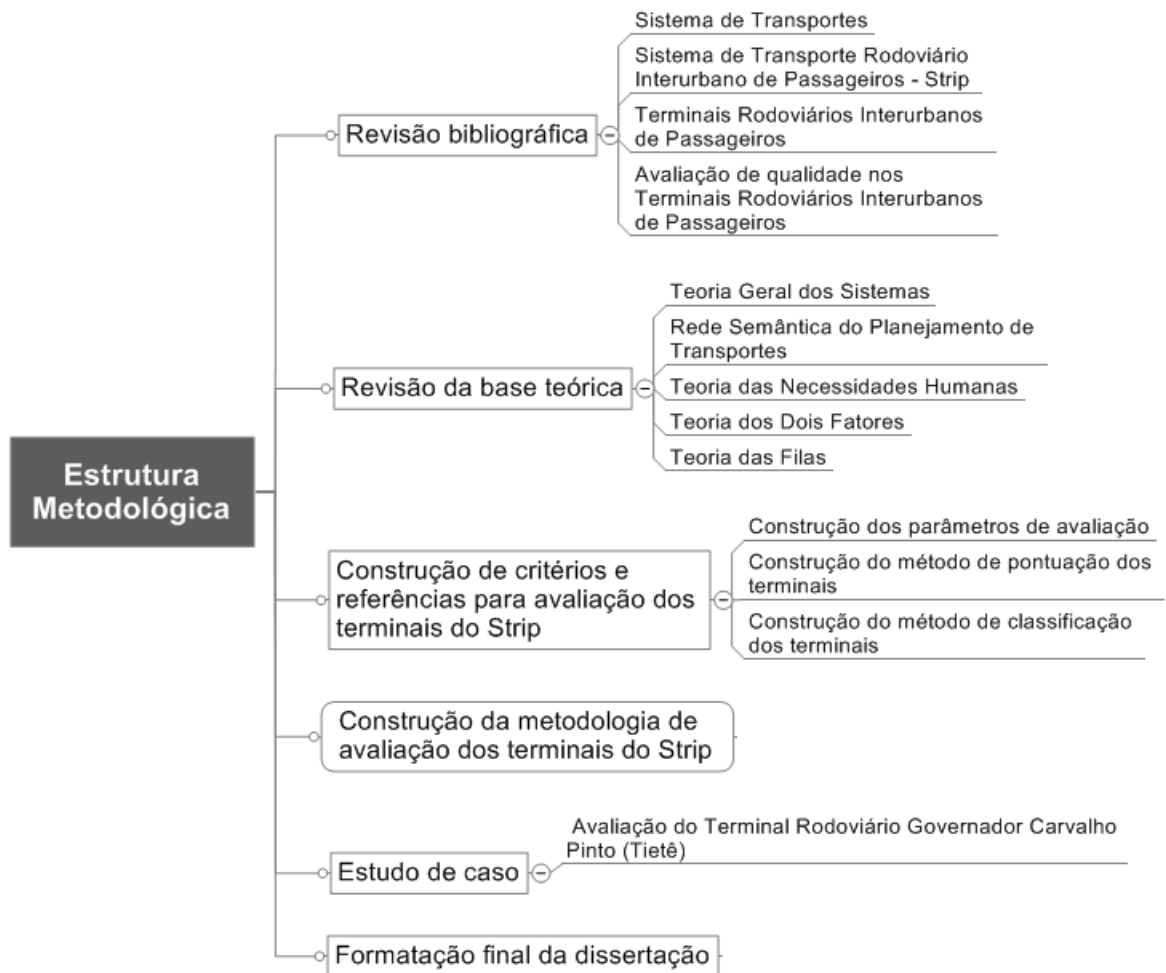 Estrutura
Metodológica
Revisão bibliográfica
Sistema de Transportes
Sistema de Transporte Rodoviário
Interurbano de Passageiros - Strip
Terminais Rodoviários Interurbanos
de Passageiros
Avaliação de qualidade nos
Terminais Rodoviários Interurbanos
de Passageiros
Revisão da base teórica
Teoria Geral dos Sistemas
Rede Semântica do Planejamento de
Transportes
Teoria das Necessidades Humanas
Teoria dos Dois Fatores
Teoria das Filas
Construção de critérios e
referências para avaliação dos
terminais do Strip
Construção dos parâmetros de avaliação
Construção do método de pontuação dos
terminais
Construção do método de classificação
dos terminais
Construção da metodologia de
avaliação dos terminais do Strip
Estudo de caso
Avaliação do Terminal Rodoviário Governador Carvalho
Pinto (Tietê)
Formatação final da dissertação